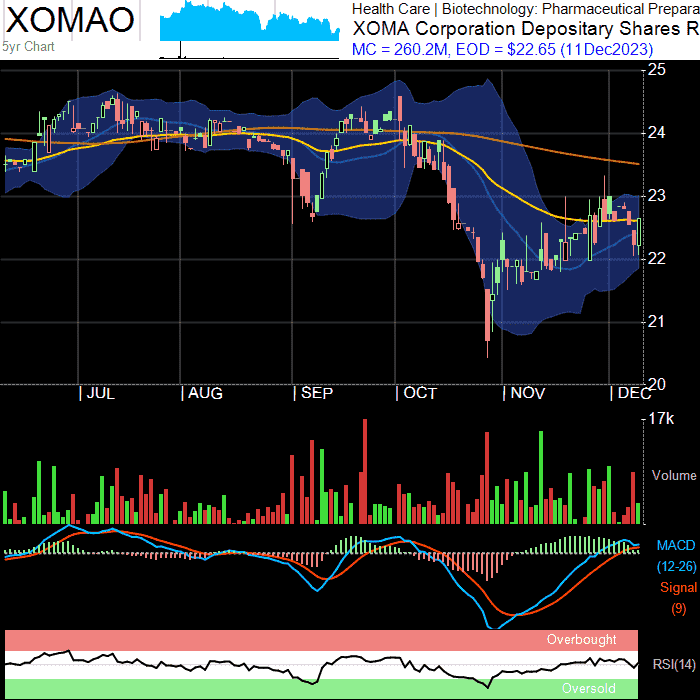 XOMAO
5yr Chart
Health Care | Biotechnology: Pharmaceutical Prepara
XOMA Corporation Depositary Shares R
MC = 260.2M, EOD = $22.65 (11Dec2023)
25
24
23
22
21
20
| JUL | AUG | SEP | OCT | NOV | DEC
17k
Volume
MACD
(12-26)
Signal
(9)
Overbought
RSI(14)
Oversold